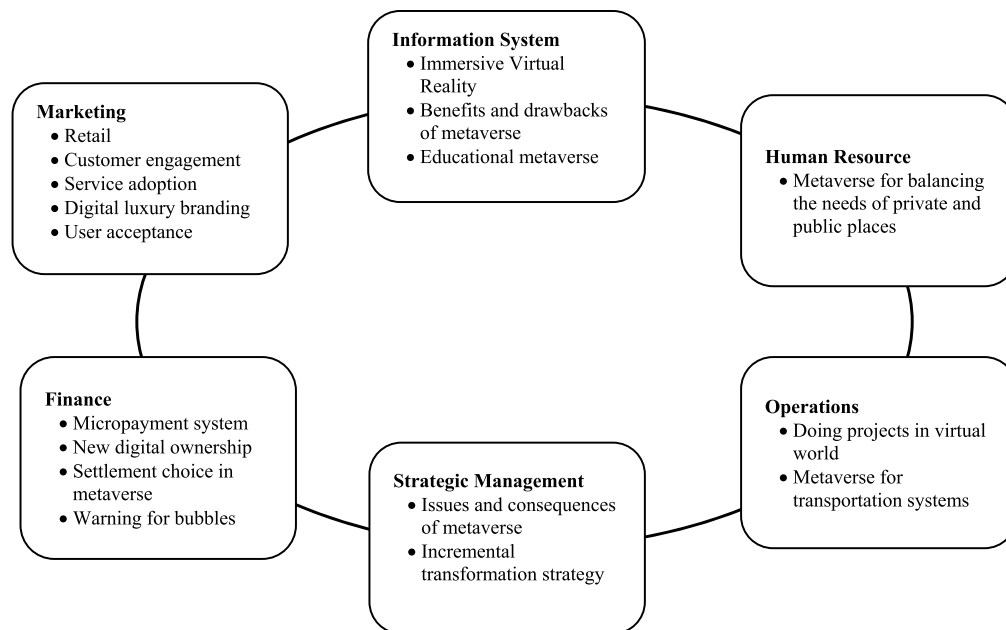 Information System
• Immersive Virtual
Reality
• Benefits and drawbacks
of metaverse
• Educational metaverse
Marketing
• Retail
• Customer engagement
• Service adoption
• Digital luxury branding
• User acceptance
Human Resource
• Metaverse for balancing
the needs of private and
public places
Finance
• Micropayment system
• New digital ownership
• Settlement choice in
metaverse
• Warning for bubbles
Strategic Management
• Issues and consequences
of metaverse
• Incremental
transformation strategy
Operations
• Doing projects in virtual
world
• Metaverse for
transportation systems